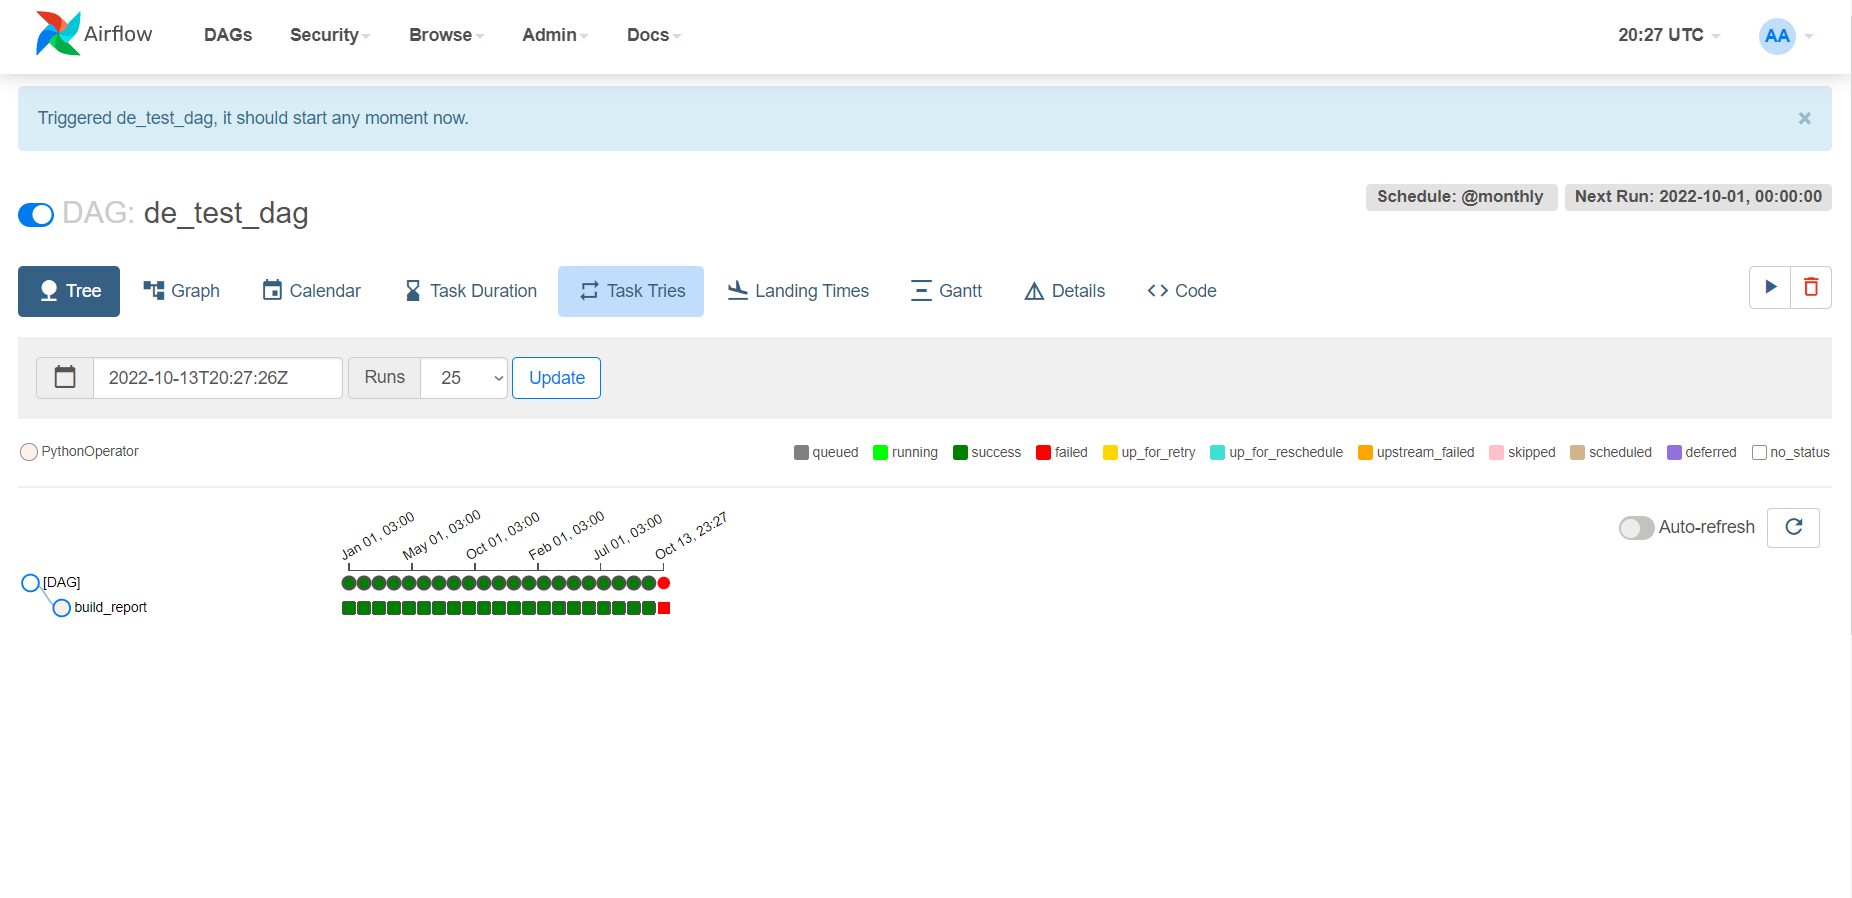 Airflow DAGs Security Browse Admin Docs 20:27 UTC AA
Triggered de_test_dag, it should start any moment now. ×
DAG: de_test_dag
Schedule: @monthly Next Run: 2022-10-01, 00:00:00
Tree Graph Calendar Task Duration Task Tries Landing Times Gantt Details Code
2022-10-13T20:27:26Z Runs 25 Update
PythonOperator queued running success failed up_for_retry up_for_reschedule upstream_failed skipped scheduled deferred no_status
Jan 01, 03:00 May 01, 03:00 Oct 01, 03:00 Feb 01, 03:00 Jul 01, 03:00 Oct 13, 23:27
Auto-refresh
[DAG]
build_report